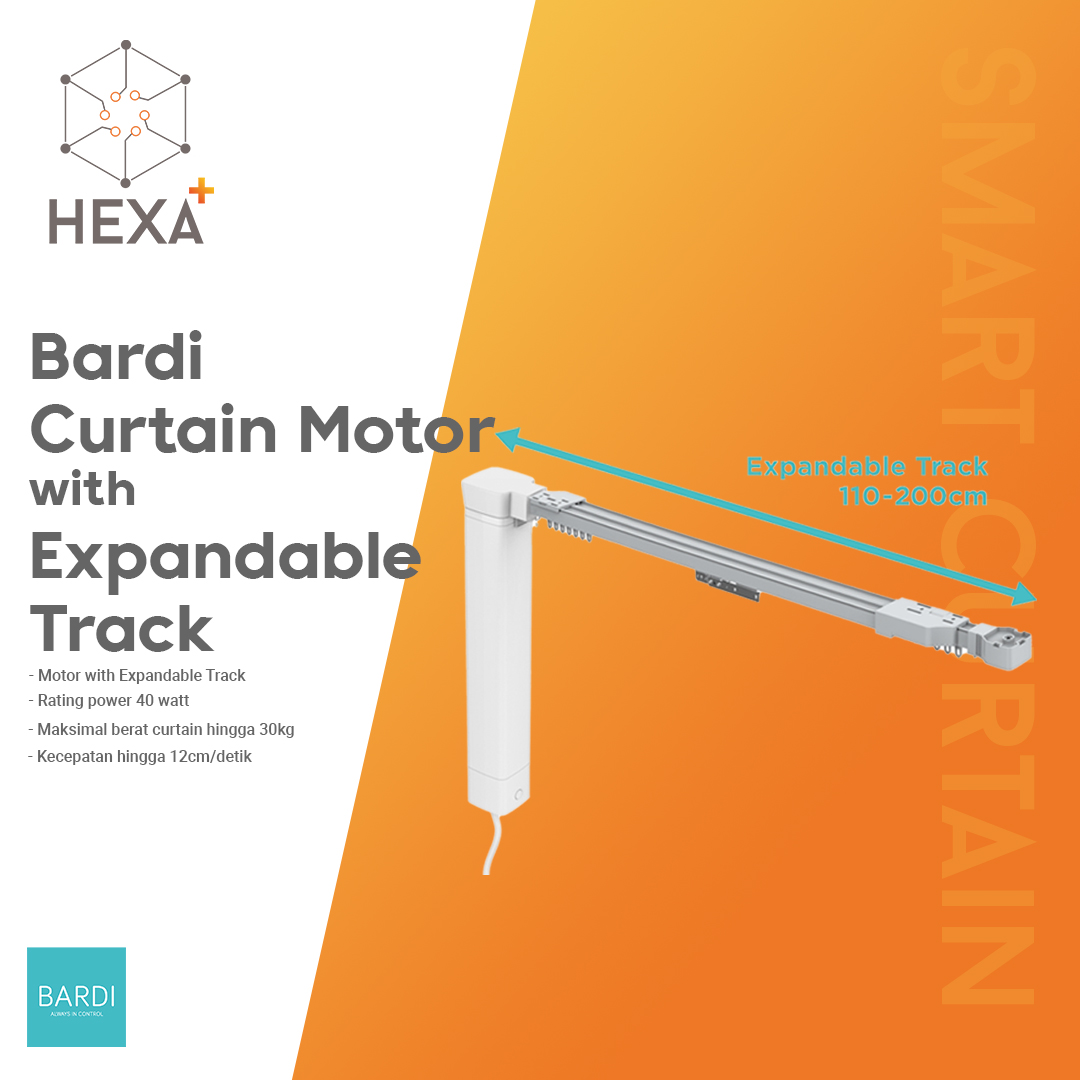 HEXA+
Bardi
Curtain Motor
with
Expandable
Track
- Motor with Expandable Track
- Rating power 40 watt
- Maksimal berat curtain hingga 30kg
- Kecepatan hingga 12cm/detik
Expandable Track
110-200cm
SMART CURTAIN
BARDI
ALWAYS IN CONTROL